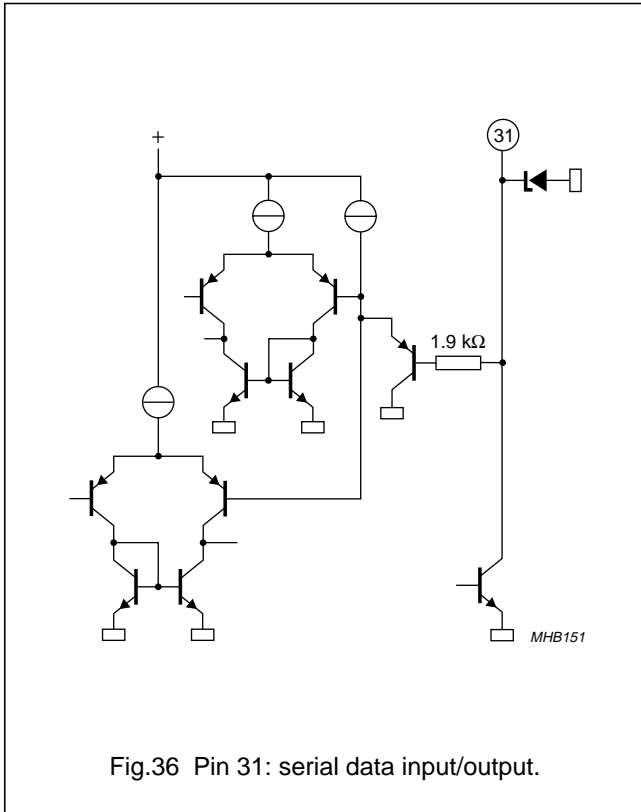 +
31
1.9 kΩ
MHB151
Fig.36 Pin 31: serial data input/output.